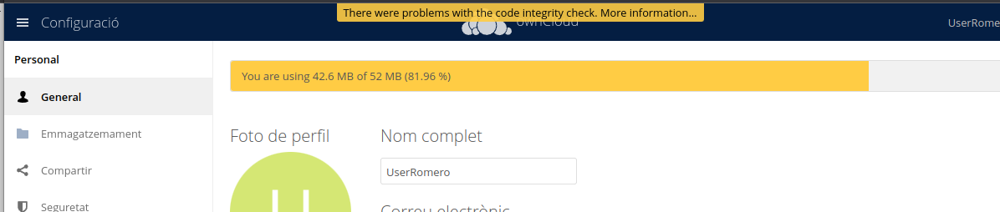 There were problems with the code integrity check. More information...
Configuració
ownCloud
UserRome
Personal
You are using 42.6 MB of 52 MB (81.96 %)
General
Emmagatzemament
Foto de perfil
Nom complet
Compartir
UserRomero
U
Seguretat
Correu electrònic